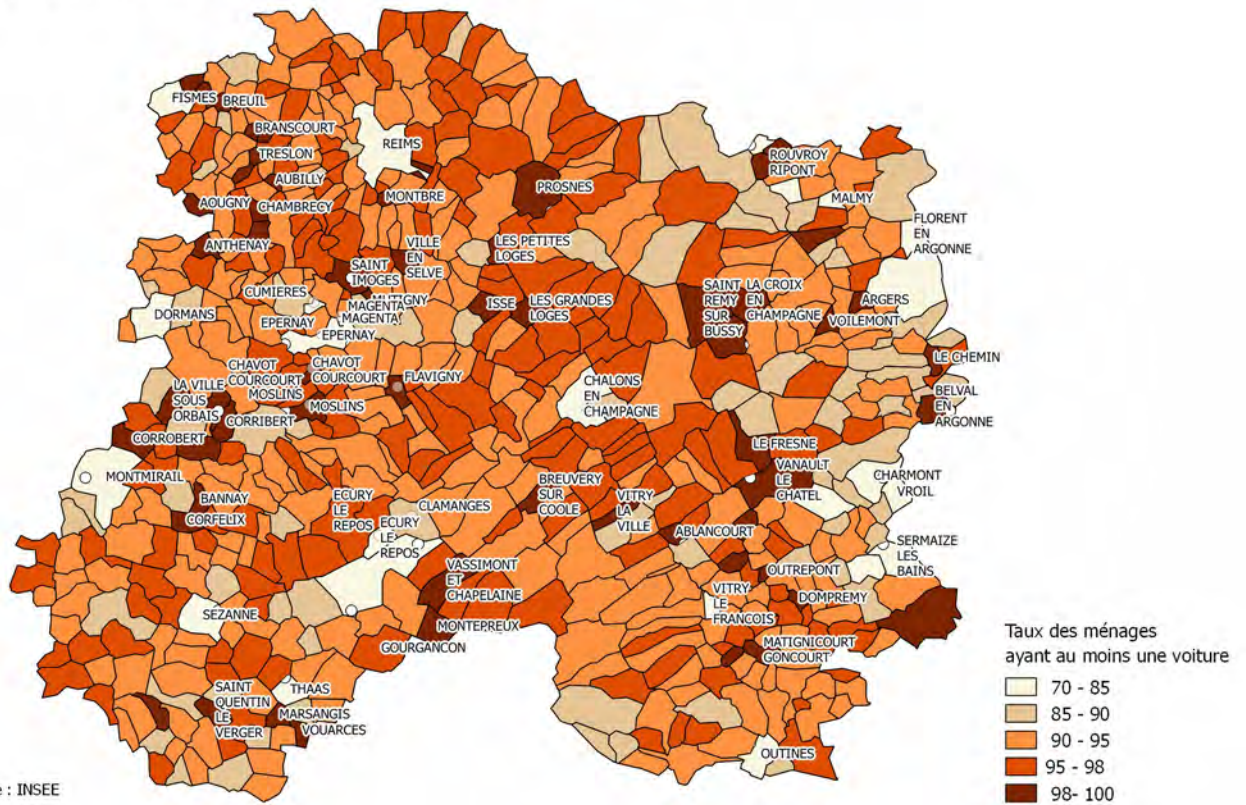 FISMES
BREUIL
BRANSCOURT
REIMS
TRESLON
AUBILLY
ROUVROY
RIPONT
PROSNES
MONTBRE
MALMY
AOUGNY
CHAMBRECY
FLORENT
EN
ARGONNE
ANTHENAY
VILLE
EN
SELVE
LES PETITES
LOGES
SAINT
IMOGES
CUMIERES
MUTIGNY
MAGENTA
MAGENTA
ISSE
LES GRANDES
LOGES
SAINT
REMY
SUR
BUSSY
LA CROIX
EN
CHAMPAGNE
ARGERS
VOILEMONT
DORMANS
EPERNAY
EPERNAY
LE CHEMIN
CHAVOT
COURCOURT
MOSLINS
CHAVOT
COURCOURT
FLAVIGNY
CHALONS
EN
CHAMPAGNE
BELVAL
EN
ARGONNE
LA VILLE
SOUS
ORBAIS
MOSLINS
CORRIBERT
CORROBERT
LE FRESNE
MONTMIRAIL
VANAULT
LE
CHATEL
CHARMONT
VROIL
BANNAY
CORFELIX
ECURY
LE
REPOS
CLAMANGES
BREUVERY
SUR
COOLE
VITRY
LA
VILLE
ECURY
LE
REPOS
ABLANCOURT
SERMAIZE
LES
BAINS
VASSIMONT
ET
CHAPELAINE
OUTREPONT
VITRY
LE
FRANCOIS
DOMPREMY
SEZANNE
MONTEPREUX
GOURGANCON
MATIGNICOURT
GONCOURT
SAINT
QUENTIN
LE
VERGER
THAAS
MARSANGIS
VOUARCES
OUTINES
Taux des ménages
ayant au moins une voiture
70 - 85
85 - 90
90 - 95
95 - 98
98- 100
: INSEE